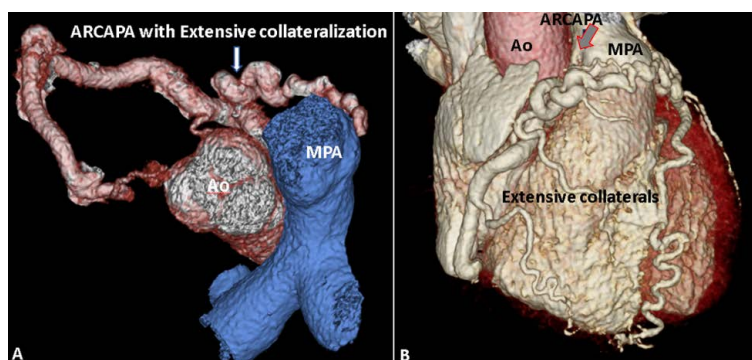 ARCAPA with Extensive collateralization
MPA
Ao
A
ARCAPA
Ao
MPA
Extensive collaterals
B